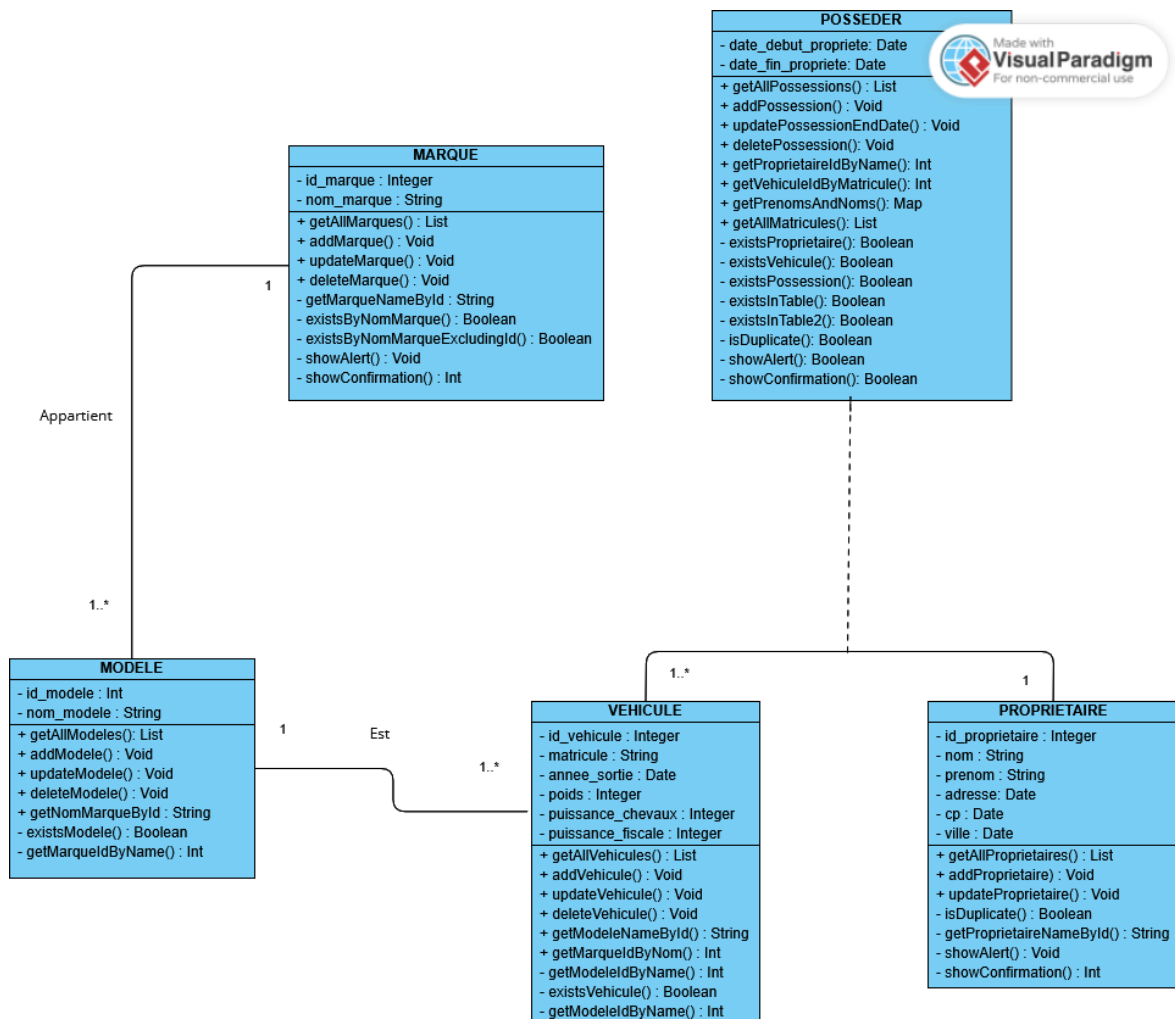 POSSEDER
- date_debut_propriete: Date
- date_fin_propriete: Date
+ getAllPossessions() : List
+ addPossession() : Void
+ updatePossessionEndDate() : Void
+ deletePossession(): Void
+ getProprietaireIdByName(): Int
+ getVehiculeIdByMatricule(): Int
+ getPrenomsAndNoms(): Map
+ getAllMatricules(): List
- existsProprietaire(): Boolean
- existsVehicule(): Boolean
- existsPossession(): Boolean
- existsInTable(): Boolean
- existsInTable2(): Boolean
- isDuplicate(): Boolean
- showAlert(): Boolean
- showConfirmation(): Boolean
Made with
Visual Paradigm
For non-commercial use
MARQUE
- id_marque : Integer
- nom_marque : String
+ getAllMarques() : List
+ addMarque() : Void
+ updateMarque() : Void
+ deleteMarque() : Void
- getMarqueNameById : String
- existsByNomMarque() : Boolean
- existsByNomMarqueExcludingId() : Boolean
- showAlert() : Void
- showConfirmation() : Int
1
Appartient
1..*
MODELE
- id_modele : Int
- nom_modele : String
+ getAllModeles(): List
+ addModele() : Void
+ updateModele() : Void
+ deleteModele() : Void
+ getNomMarqueById : String
- existsModele() : Boolean
- getMarqueIdByName() : Int
1
Est
1..*
1..*
1
VEHICULE
- id_vehicule : Integer
- matricule : String
- annee_sortie : Date
- poids : Integer
- puissance_chevaux : Integer
- puissance_fiscale : Integer
+ getAllVehicules() : List
+ addVehicule() : Void
+ updateVehicule() : Void
+ deleteVehicule() : Void
+ getModeleNameById() : String
+ getMarqueIdByNom() : Int
- getModeleIdByName() : Int
- existsVehicule() : Boolean
- getModeleIdByName() : Int
PROPRIETAIRE
- id_proprietaire : Integer
- nom : String
- prenom : String
- adresse: Date
- cp : Date
- ville : Date
+ getAllProprietaires() : List
+ addProprietaire) : Void
+ updateProprietaire() : Void
- isDuplicate() : Boolean
- getProprietaireNameById() : String
- showAlert() : Void
- showConfirmation() : Int